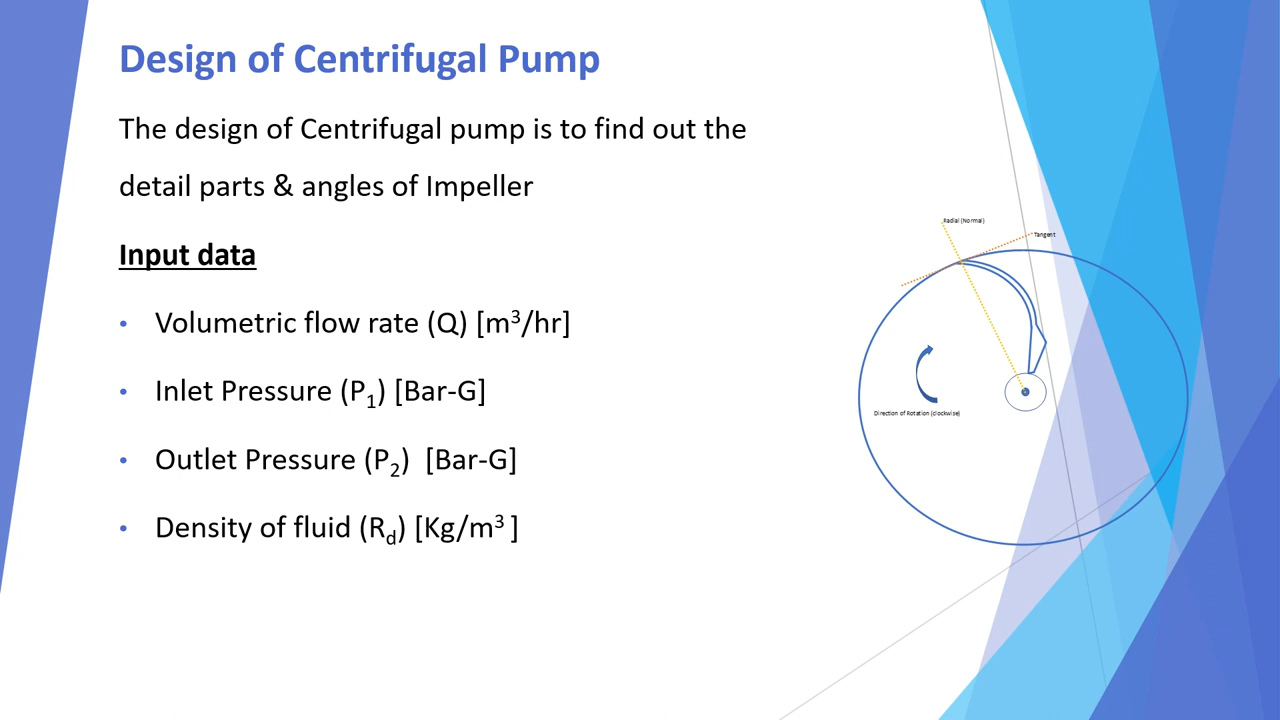 Design of Centrifugal Pump
The design of Centrifugal pump is to find out the
detail parts & angles of Impeller
Input data
• Volumetric flow rate (Q) [m³/hr]
• Inlet Pressure (P₁) [Bar-G]
• Outlet Pressure (P₂) [Bar-G]
• Density of fluid (R_d) [Kg/m³ ]
Radial (Normal)
Tangent
Direction of Rotation (clockwise)